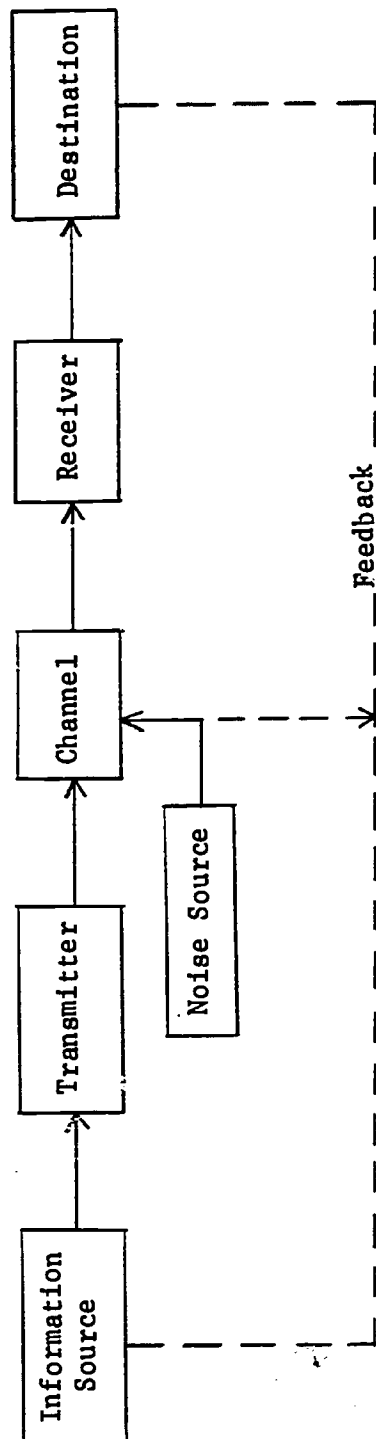 Information
Source
Transmitter
Channel
Receiver
Destination
Noise Source
Feedback